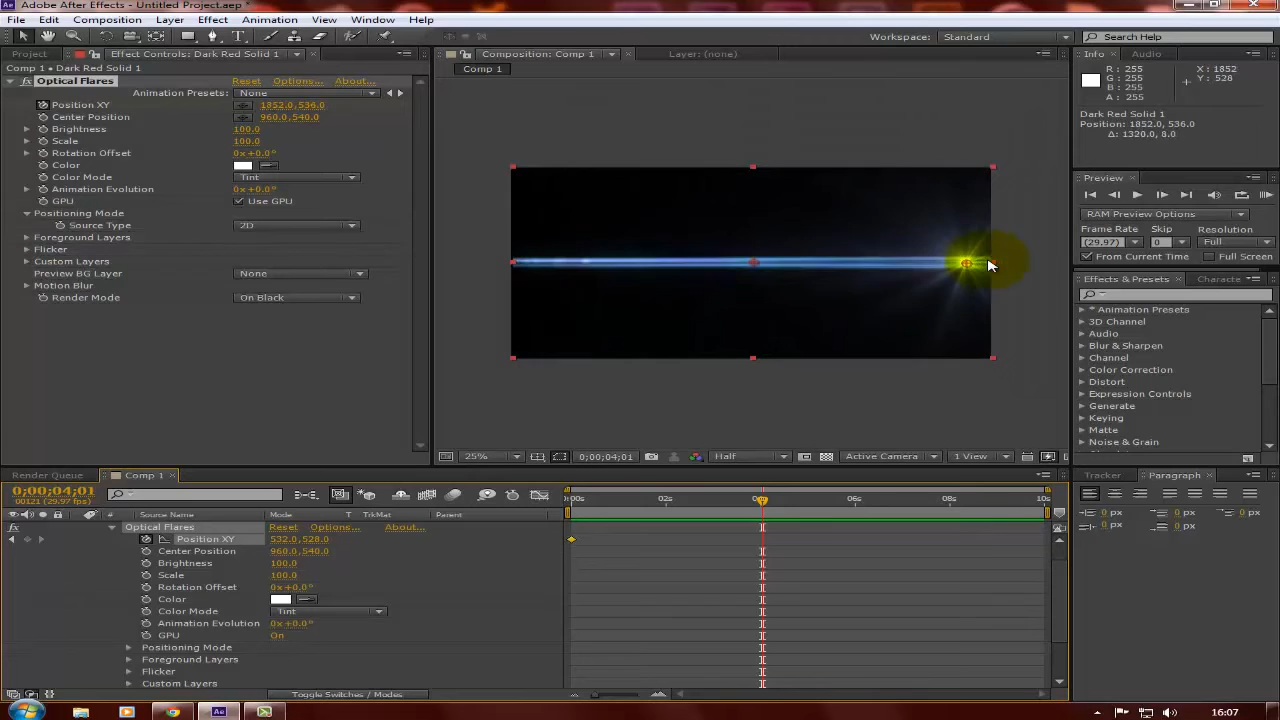 Adobe After Effects - Untitled Project.aep *
File Edit Composition Layer Effect Animation View Window Help
Workspace: Standard Search Help
Project Effect Controls: Dark Red Solid 1 Composition: Comp 1 Layer: (none) Info Audio
Comp 1 • Dark Red Solid 1
Comp 1
fx Optical Flares Reset Options... About...
Animation Presets: None
Position XY 1852.0,536.0
Center Position 960.0,540.0
Brightness 100.0
Scale 100.0
Rotation Offset 0x+0.0°
Color
Color Mode Tint
Animation Evolution 0x+0.0°
GPU Use GPU
Positioning Mode
Source Type 2D
Foreground Layers
Flicker
Custom Layers
Preview BG Layer None
Motion Blur
Render Mode On Black
R: 255 X: 1852
G: 255 Y: 528
B: 255
A: 255
Dark Red Solid 1
Position: 1852.0, 536.0
Δ: 1320.0, 8.0
Preview
RAM Preview Options
Frame Rate Skip Resolution
(29.97) 0 Full
From Current Time Full Screen
Effects & Presets Characte
* Animation Presets
3D Channel
Audio
Blur & Sharpen
Channel
Color Correction
Distort
Expression Controls
Generate
Matte
Noise & Grain
25% 0;00;04;01 Half Active Camera 1 View
Render Queue Comp 1
Tracker Paragraph
0 px 0 px 0 px
0 px 0 px
0;00;04;01
00121 (29.97 fps)
# Source Name Mode T TrkMat Parent
:00s 02s 06s 08s 10s
fx Optical Flares Reset Options... About...
Position XY 532.0,528.0
Center Position 960.0,540.0
Brightness 100.0
Scale 100.0
Rotation Offset 0x+0.0°
Color
Color Mode Tint
Animation Evolution 0x+0.0°
GPU On
Positioning Mode
Foreground Layers
Flicker
Custom Layers
Toggle Switches / Modes
Ae 16:07